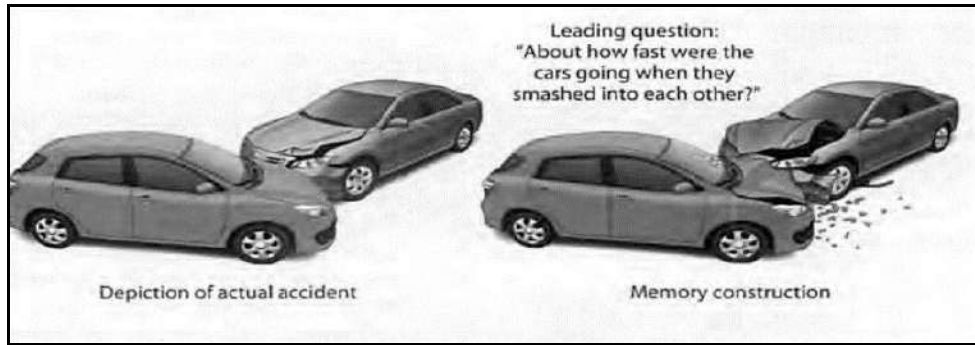 Leading question:
"About how fast were the
cars going when they
smashed into each other?"
Depiction of actual accident
Memory construction